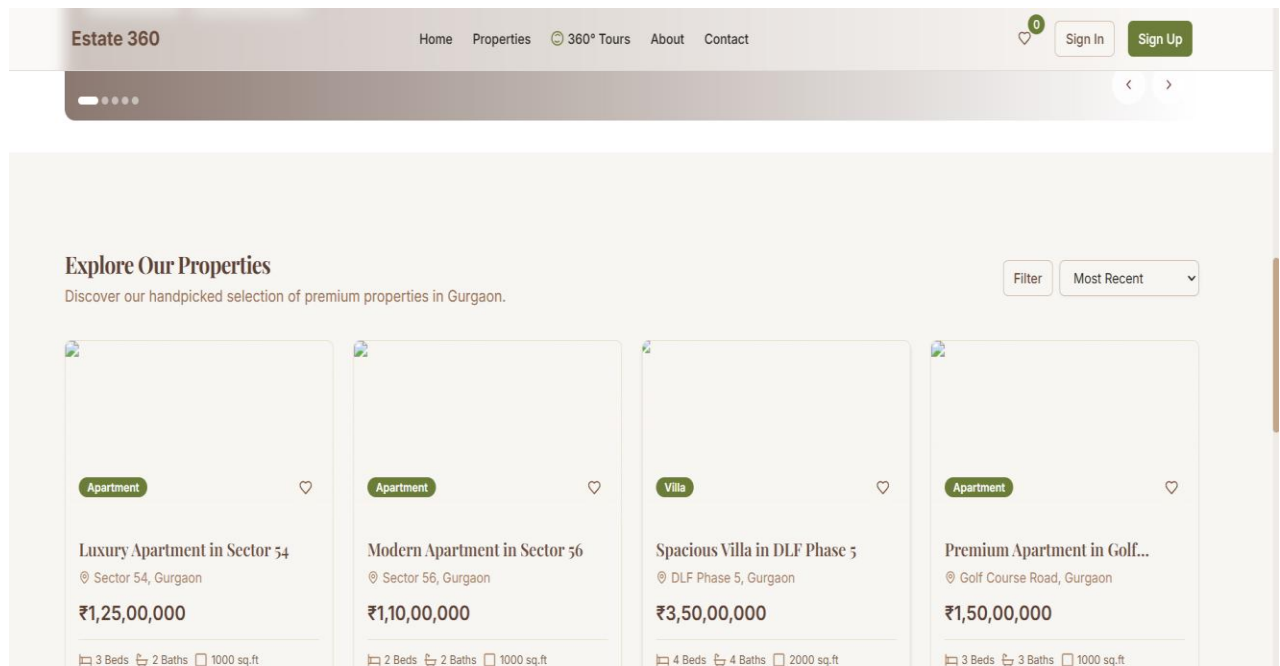 Estate 360
Home Properties 360° Tours About Contact
0
Sign In Sign Up
Explore Our Properties
Discover our handpicked selection of premium properties in Gurgaon.
Filter Most Recent
Apartment Apartment Villa Apartment
Luxury Apartment in Sector 54 Modern Apartment in Sector 56 Spacious Villa in DLF Phase 5 Premium Apartment in Golf...
Sector 54, Gurgaon Sector 56, Gurgaon DLF Phase 5, Gurgaon Golf Course Road, Gurgaon
₹1,25,00,000 ₹1,10,00,000 ₹3,50,00,000 ₹1,50,00,000
3 Beds 2 Baths 1000 sq.ft 2 Beds 2 Baths 1000 sq.ft 4 Beds 4 Baths 2000 sq.ft 3 Beds 3 Baths 1000 sq.ft